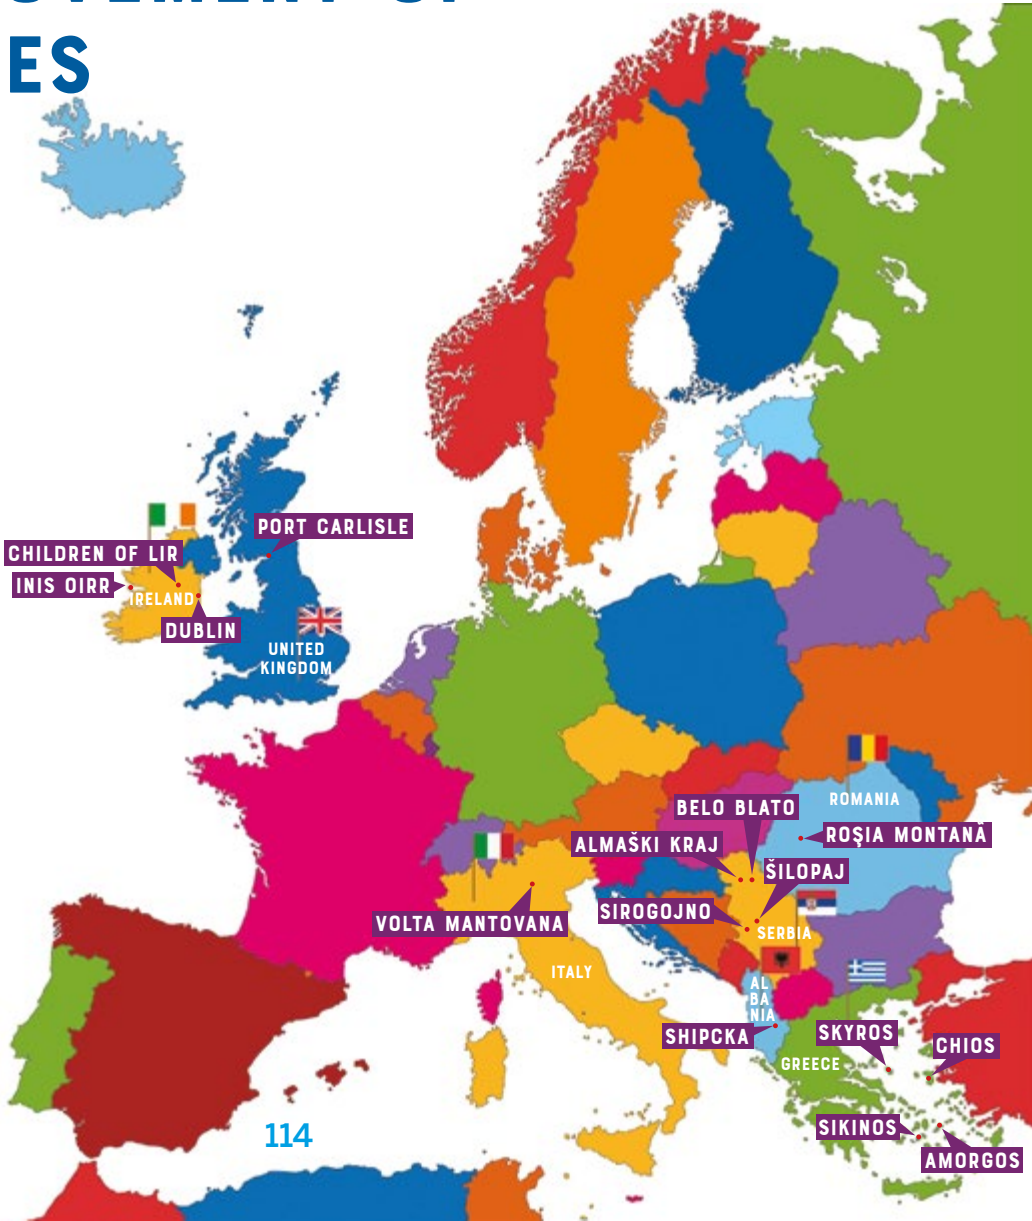 ES
PORT CARLISLE
CHILDREN OF LIR
INIS OIRR
IRELAND
DUBLIN
UNITED
KINGDOM
ROMANIA
BELO BLATO
ROȘIA MONTANĂ
ALMAŠKI KRAJ
ŠILOPAJ
SIROGOJNO
VOLTA MANTOVANA
SERBIA
ITALY
AL
BA
NIA
SHIPCKA
SKYROS
CHIOS
GREECE
SIKINOS
114
AMORGOS